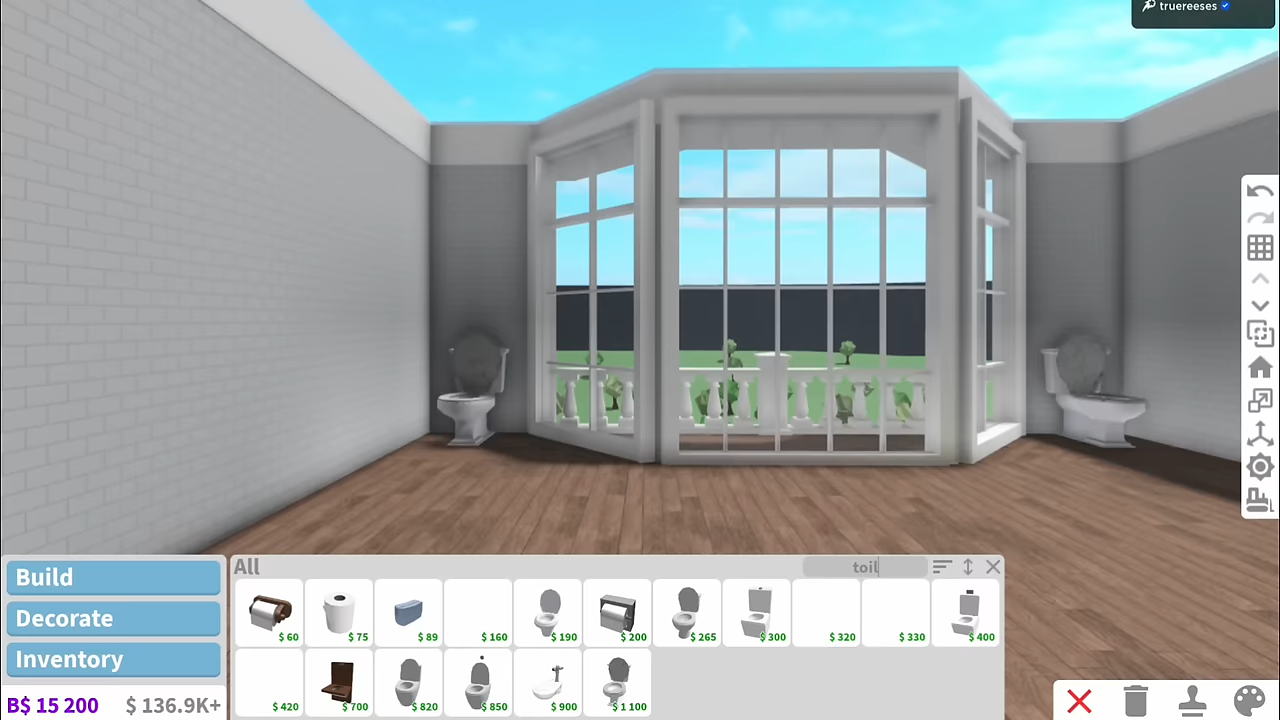 truereeses
All
toil
Build
Decorate
Inventory
$ 60
$ 75
$ 89
$ 160
$ 190
$ 200
$ 265
$ 300
$ 320
$ 330
$ 400
$ 420
$ 700
$ 820
$ 850
$ 900
$ 1 100
B$ 15 200
$ 136.9K+